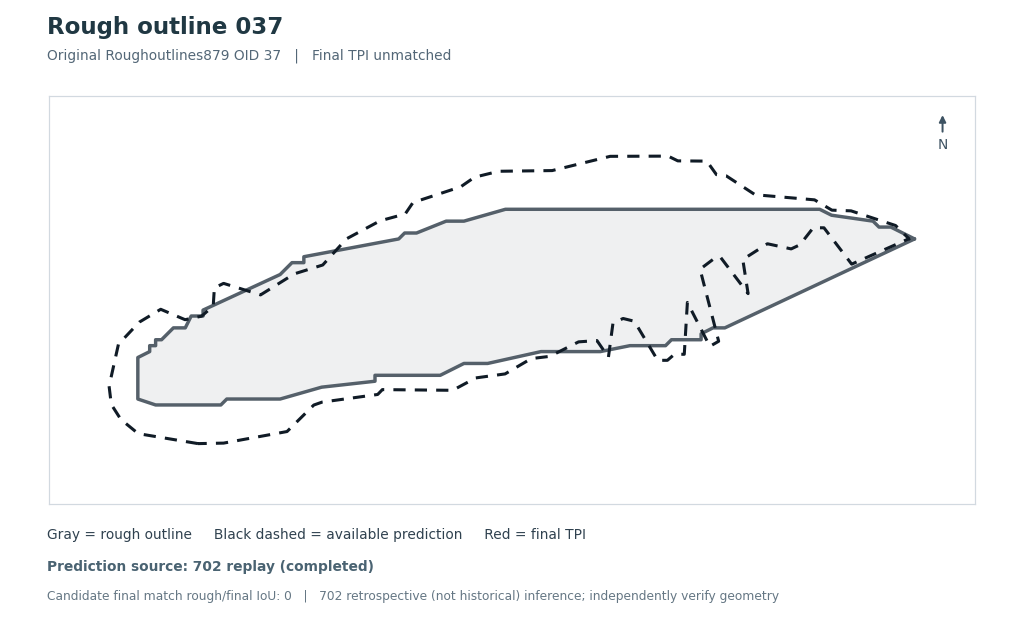 Rough outline 037
Original Roughoutlines879 OID 37   |   Final TPI unmatched
N
Gray = rough outline     Black dashed = available prediction     Red = final TPI
Prediction source: 702 replay (completed)
Candidate final match rough/final IoU: 0   |   702 retrospective (not historical) inference; independently verify geometry